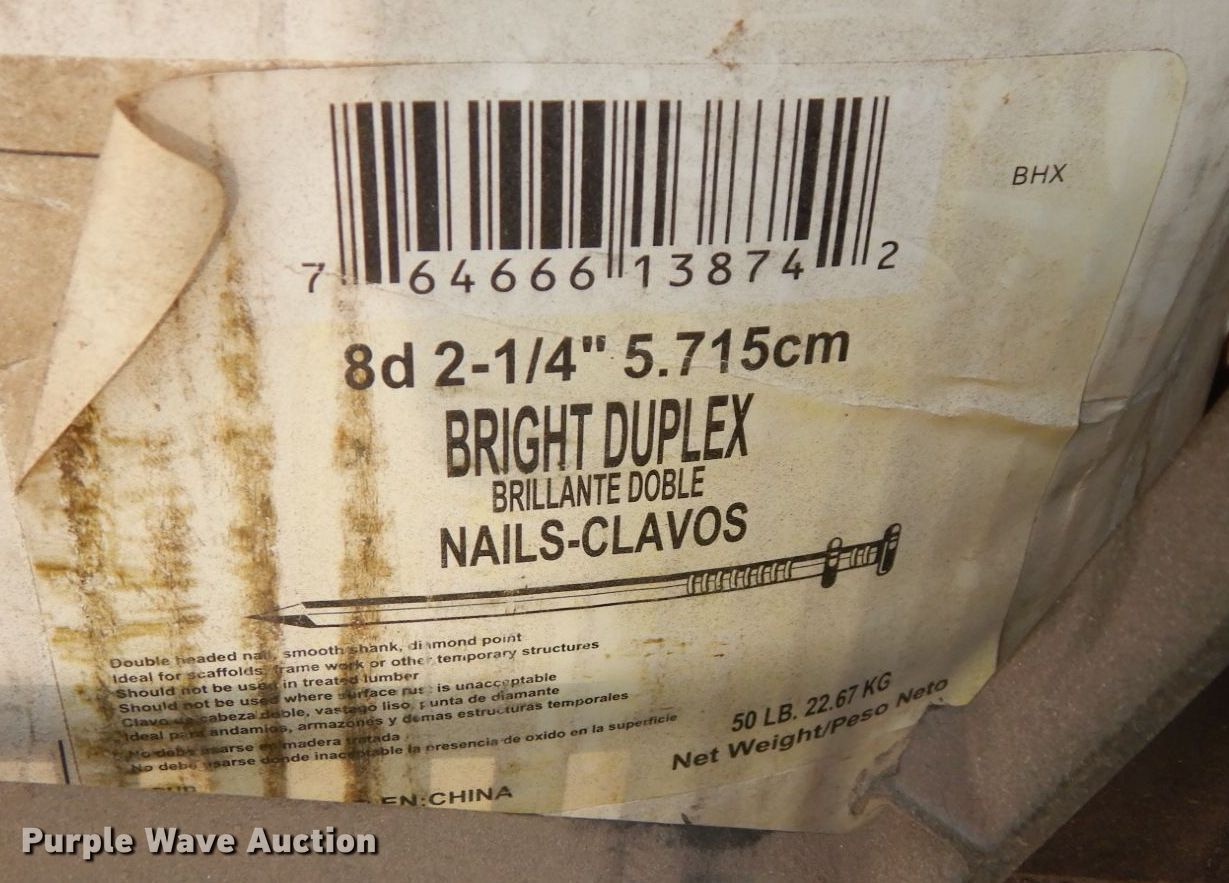 BHX
7 64666 13874 2
8d 2-1/4" 5.715cm
BRIGHT DUPLEX
BRILLANTE DOBLE
NAILS-CLAVOS
Double headed nail, smooth shank, diamond point
Ideal for scaffolds, frame work or other temporary structures
Should not be used in treated lumber
Should not be used where surface rust is unacceptable
Clavo de cabeza doble, vastago liso, punta de diamante
Ideal para andamios, armazones y demas estructuras temporales
No debe usarse en madera tratada
No debe usarse donde inaceptable la presencia de oxido en la superficie
50 LB. 22.67 KG
Net Weight/Peso Neto
EN:CHINA
Purple Wave Auction